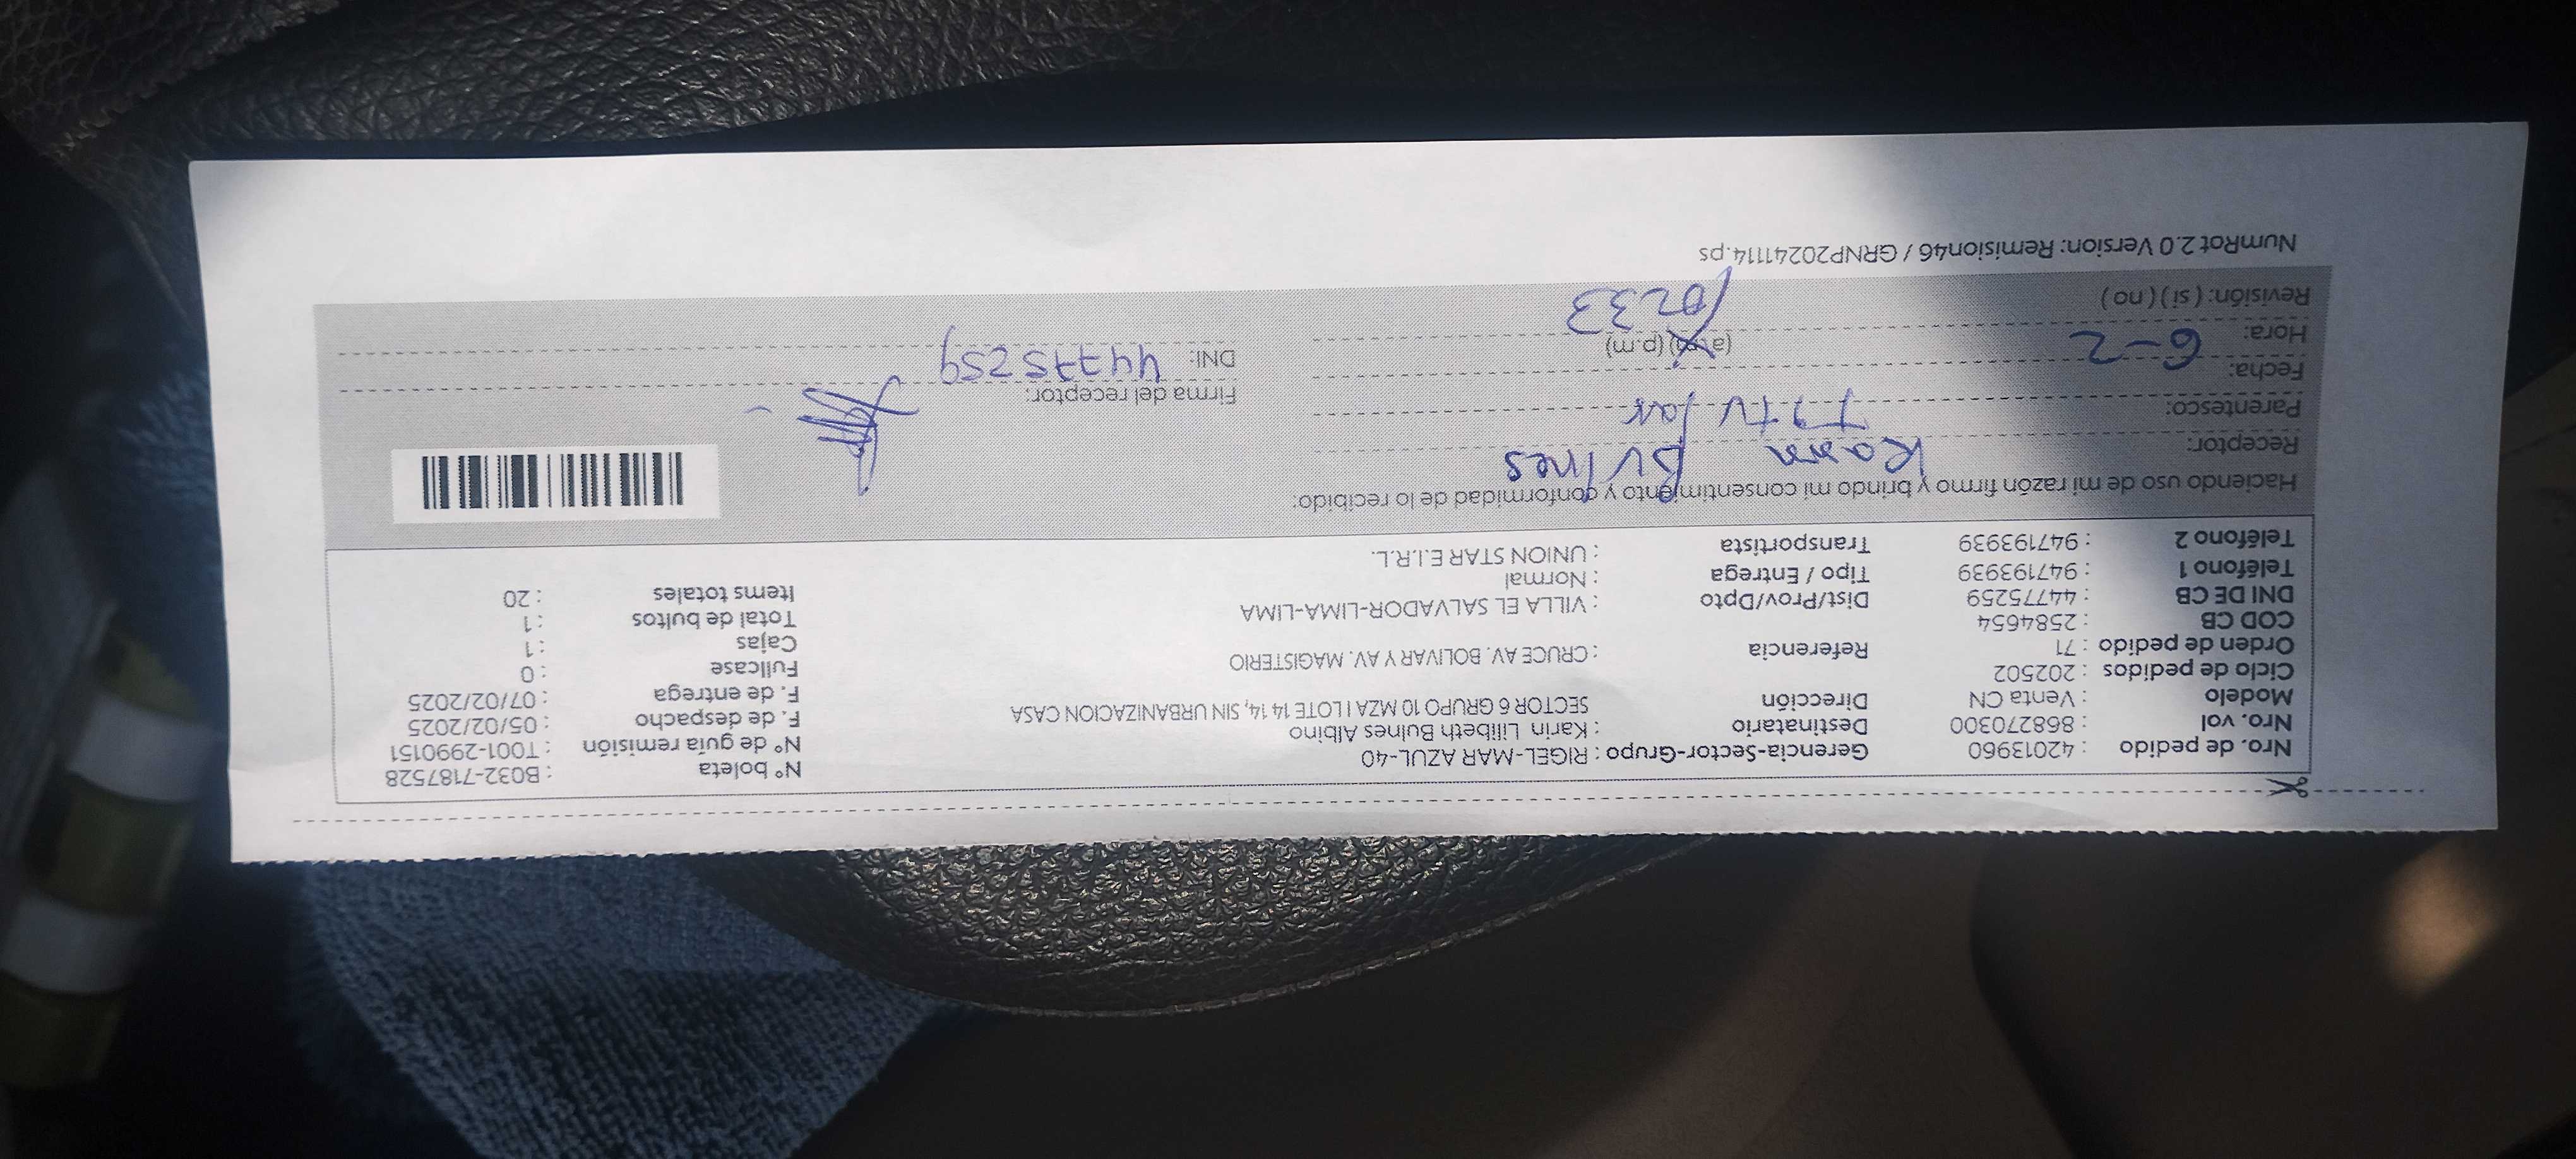 Nro. de pedido : 42013960 Gerencia-Sector-Grupo : RIGEL-MAR AZUL-40 N° boleta : B032-7187528
Nro. vol : 868270300 Destinatario : Karin Lilibeth Bulnes Albino N° de guía remisión : T001-2990151
Modelo : Venta CN Dirección SECTOR 6 GRUPO 10 MZA I LOTE 14 14, SIN URBANIZACION CASA F. de despacho : 05/02/2025
Ciclo de pedidos : 202502 F. de entrega : 07/02/2025
Orden de pedido : 71 Referencia : CRUCE AV. BOLIVAR Y AV. MAGISTERIO Fullcase : 0
COD CB : 2584654 Cajas : 1
DNI DE CB : 44775259 Dist/Prov/Dpto : VILLA EL SALVADOR-LIMA-LIMA Total de bultos : 1
Teléfono 1 : 947193939 Tipo / Entrega : Normal Items totales : 20
Teléfono 2 : 947193939 Transportista : UNION STAR E.I.R.L.
Haciendo uso de mi razón firmo y brindo mi consentimiento y conformidad de lo recibido:
Receptor: Karin Bulnes
Parentesco: Titular
Firma del receptor:
Fecha: 6-2
DNI: 44775259
Hora: (a.m) (p.m)
Revisión: ( si ) ( no ) 10233
NumRot 2.0 Version: Remision46 / GRNP20241114.ps